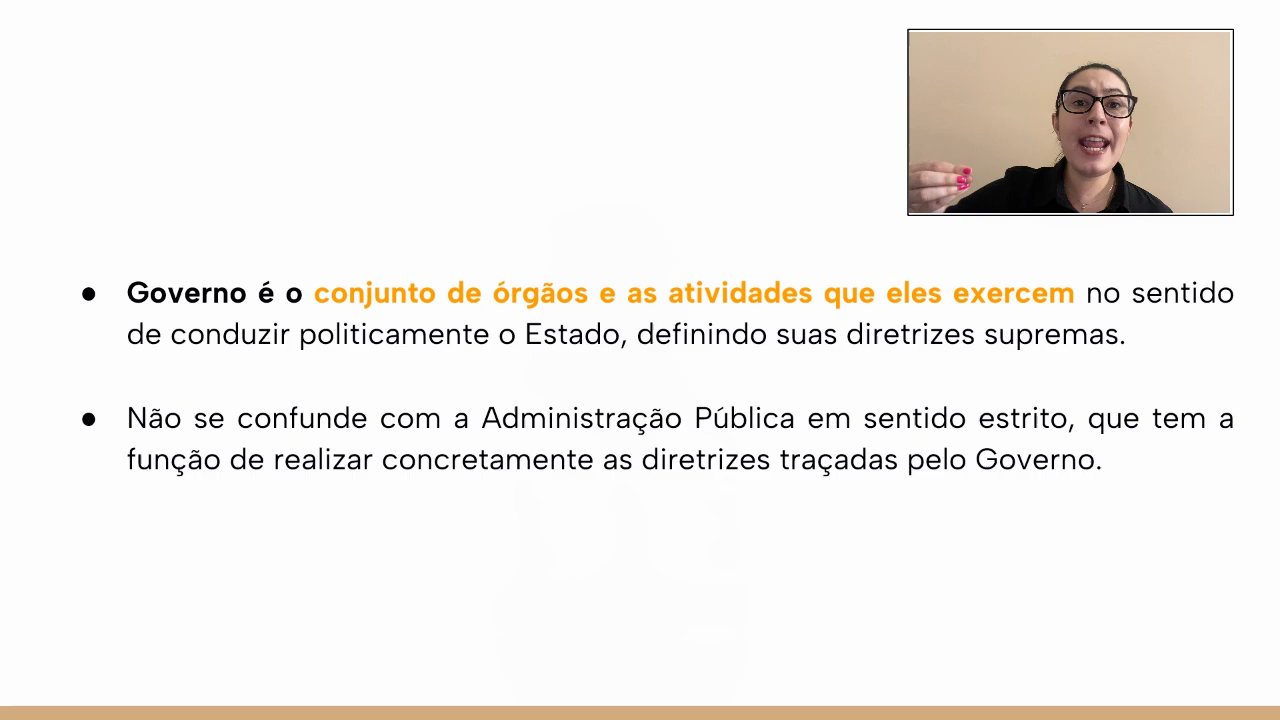 ● Governo é o conjunto de órgãos e as atividades que eles exercem no sentido
de conduzir politicamente o Estado, definindo suas diretrizes supremas.
● Não se confunde com a Administração Pública em sentido estrito, que tem a
função de realizar concretamente as diretrizes traçadas pelo Governo.